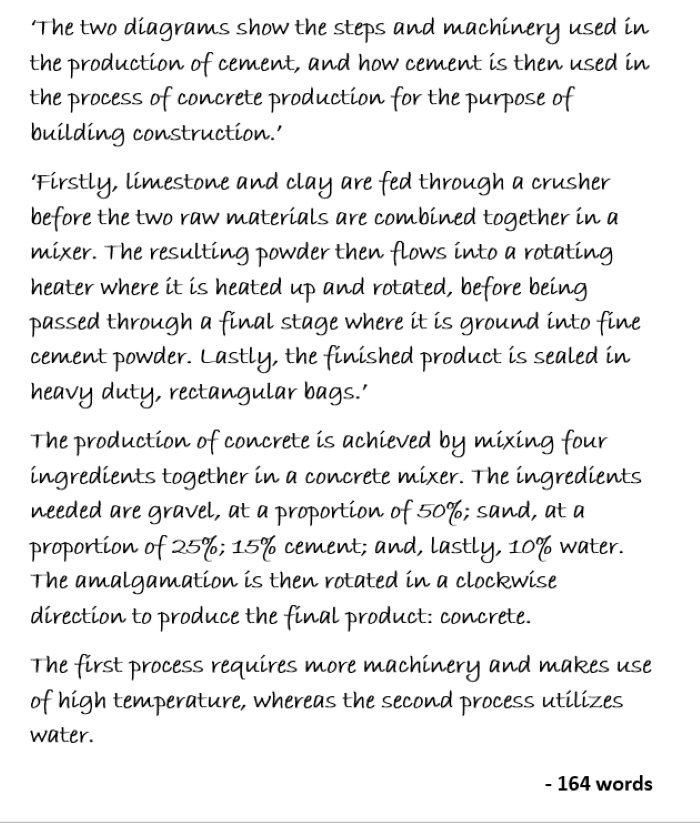 ‘The two diagrams show the steps and machinery used in
the production of cement, and how cement is then used in
the process of concrete production for the purpose of
building construction.’
‘Firstly, limestone and clay are fed through a crusher
before the two raw materials are combined together in a
mixer. The resulting powder then flows into a rotating
heater where it is heated up and rotated, before being
passed through a final stage where it is ground into fine
cement powder. Lastly, the finished product is sealed in
heavy duty, rectangular bags.’
The production of concrete is achieved by mixing four
ingredients together in a concrete mixer. The ingredients
needed are gravel, at a proportion of 50%; sand, at a
proportion of 25%; 15% cement; and, lastly, 10% water.
The amalgamation is then rotated in a clockwise
direction to produce the final product: concrete.
The first process requires more machinery and makes use
of high temperature, whereas the second process utilizes
water.
- 164 words